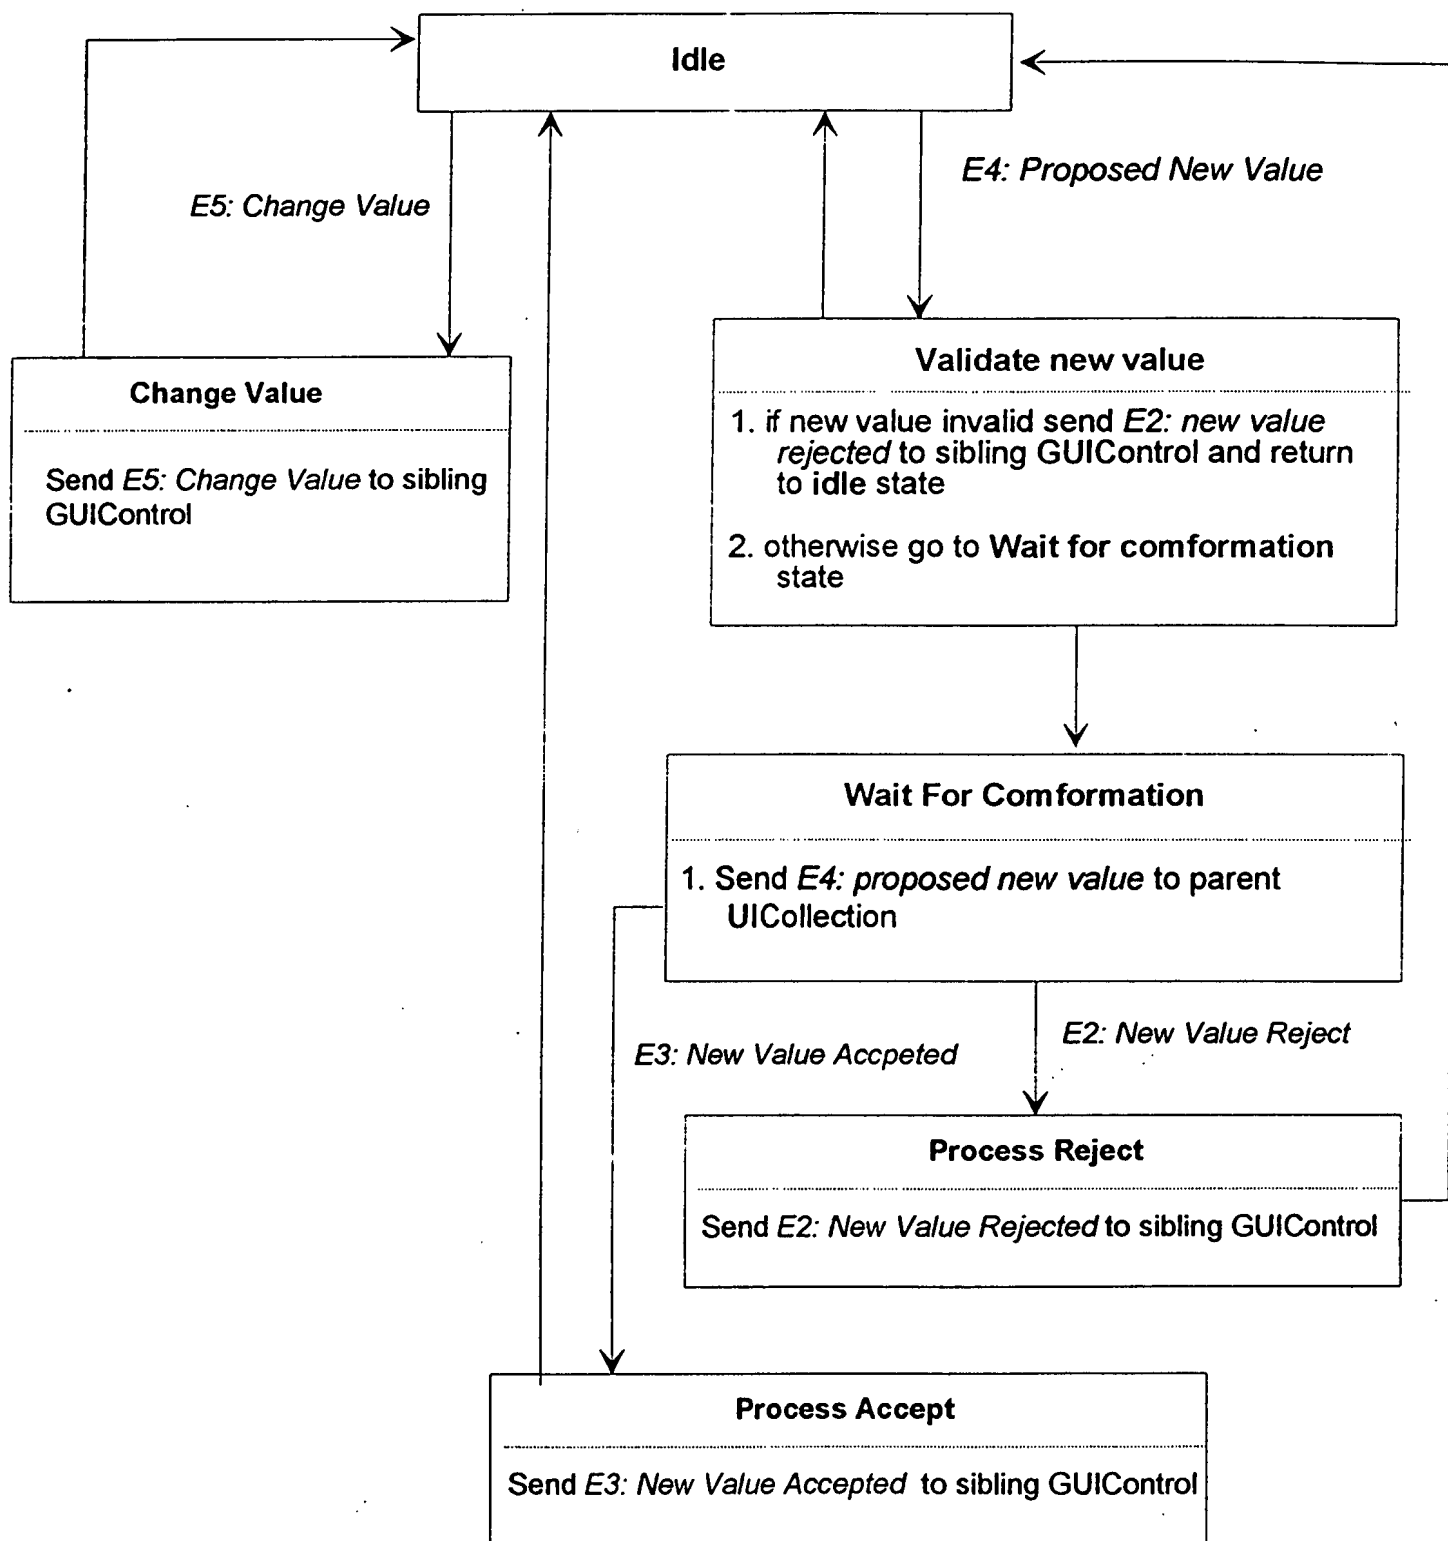 Idle
E5: Change Value
E4: Proposed New Value
Change Value
Send E5: Change Value to sibling
GUIControl
Validate new value
1. if new value invalid send E2: new value
rejected to sibling GUIControl and return
to idle state
2. otherwise go to Wait for comformation
state
Wait For Comformation
1. Send E4: proposed new value to parent
UICollection
E3: New Value Accpeted
E2: New Value Reject
Process Reject
Send E2: New Value Rejected to sibling GUIControl
Process Accept
Send E3: New Value Accepted to sibling GUIControl